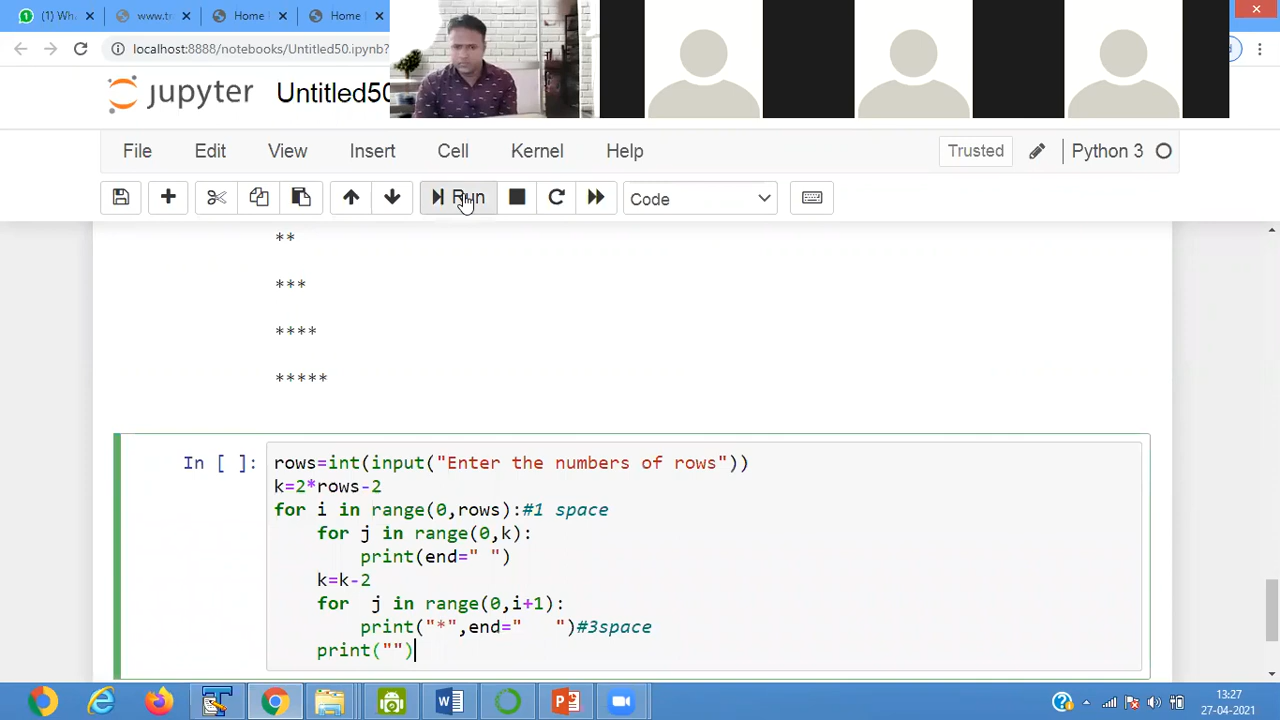 (1) Wha
www.tr
Home
Home
localhost:8888/notebooks/Untitled50.ipynb?
jupyter
Untitled50
File Edit View Insert Cell Kernel Help
Trusted
Python 3
Run
Code
**
***
****
*****
In [ ]:
rows=int(input("Enter the numbers of rows"))
k=2*rows-2
for i in range(0,rows):#1 space
    for j in range(0,k):
        print(end=" ")
    k=k-2
    for  j in range(0,i+1):
        print("*",end="   ")#3space
    print("")
13:27
27-04-2021